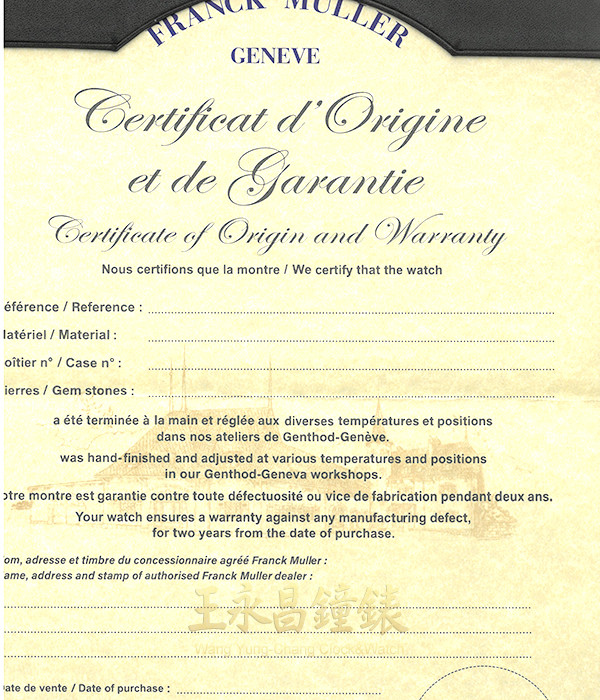 FRANCK MULLER
GENEVE
Certificat d'Origine
et de Garantie
Certificate of Origin and Warranty
Nous certifions que la montre / We certify that the watch
éférence / Reference :
atériel / Material :
oîtier n° / Case n° :
ierres / Gem stones :
a été terminée à la main et réglée aux diverses températures et positions
dans nos ateliers de Genthod-Genève.
was hand-finished and adjusted at various temperatures and positions
in our Genthod-Geneva workshops.
otre montre est garantie contre toute défectuosité ou vice de fabrication pendant deux ans.
Your watch ensures a warranty against any manufacturing defect,
for two years from the date of purchase.
om, adresse et timbre du concessionnaire agréé Franck Muller :
ame, address and stamp of authorised Franck Muller dealer :
王永昌鐘錶
Wang Yung-Chang Clock&Watch
ate de vente / Date of purchase :